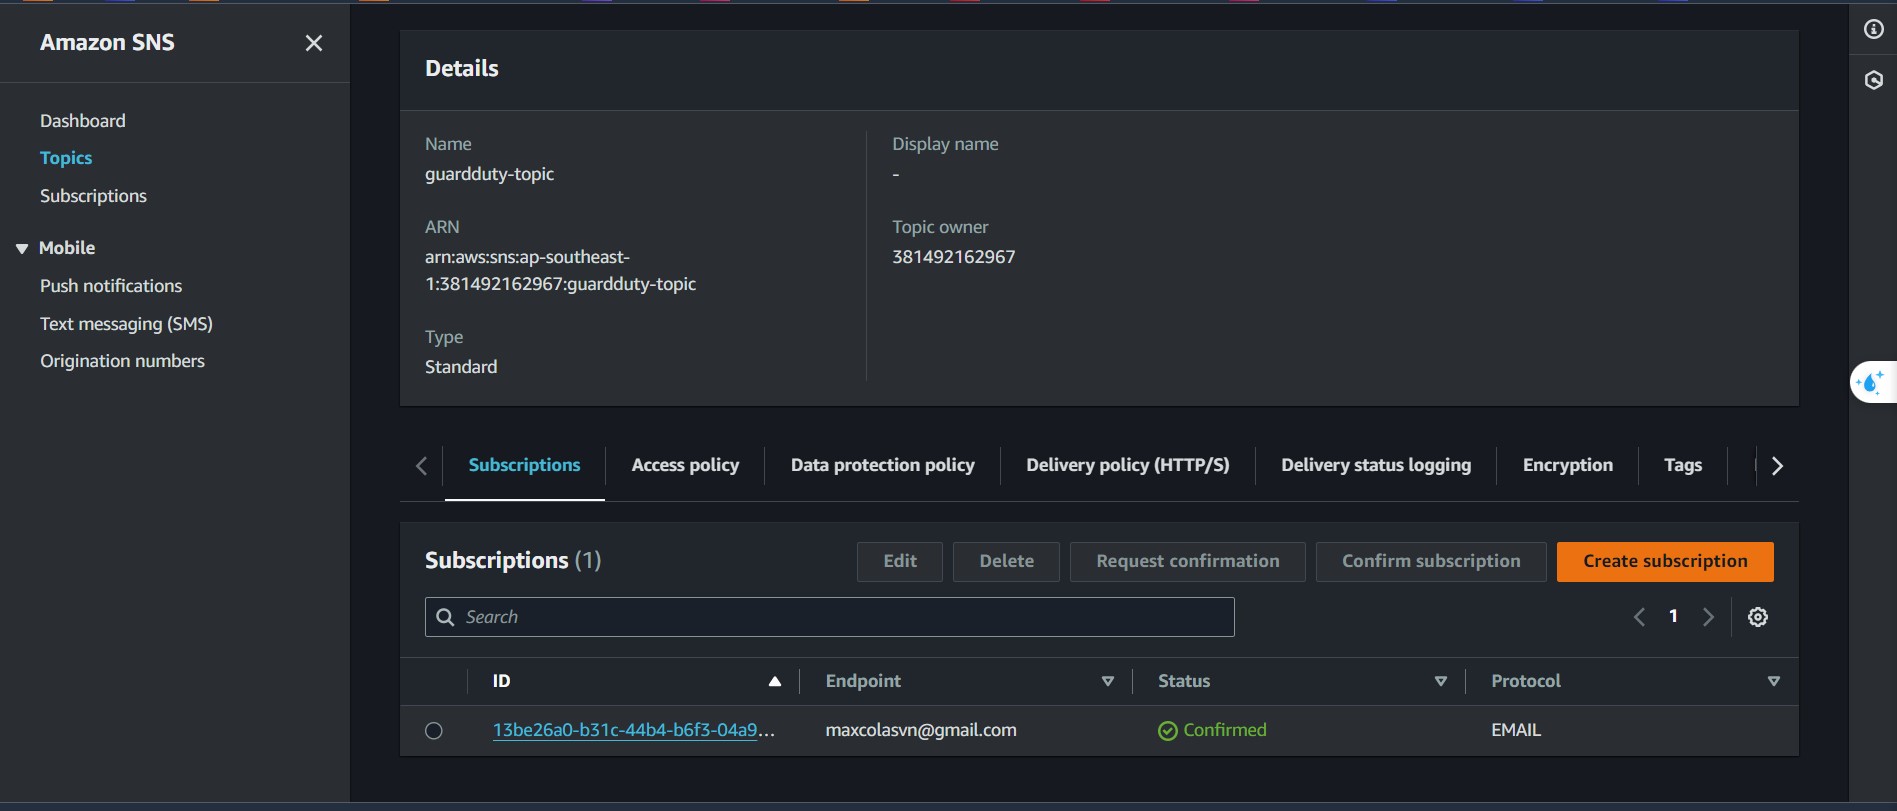 Amazon SNS
Dashboard
Topics
Subscriptions
Mobile
Push notifications
Text messaging (SMS)
Origination numbers
Details
Name
guardduty-topic
ARN
arn:aws:sns:ap-southeast-
1:381492162967:guardduty-topic
Type
Standard
Display name
-
Topic owner
381492162967
Subscriptions Access policy Data protection policy Delivery policy (HTTP/S) Delivery status logging Encryption Tags
Subscriptions (1) Edit Delete Request confirmation Confirm subscription Create subscription
Search 1
ID Endpoint Status Protocol
13be26a0-b31c-44b4-b6f3-04a9... maxcolasvn@gmail.com Confirmed EMAIL